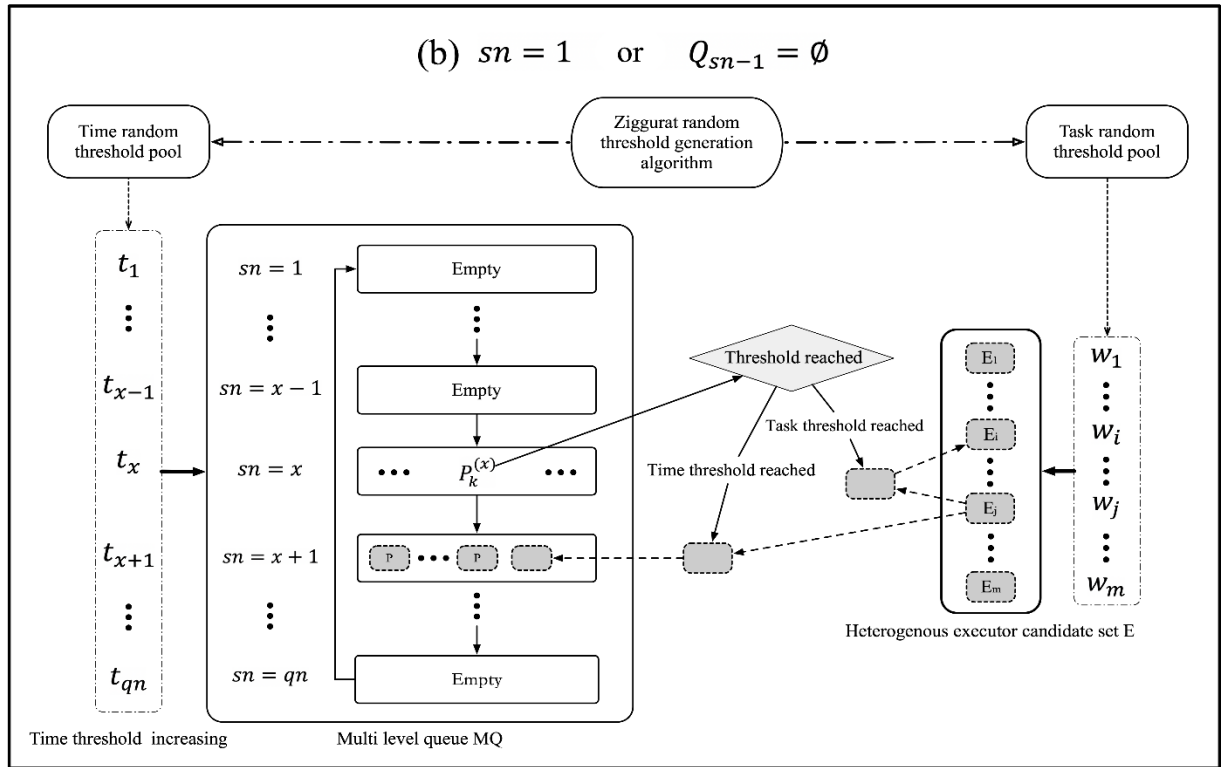 (b) sn = 1 or Q_{sn−1} = ∅
Time random
threshold pool
Ziggurat random
threshold generation
algorithm
Task random
threshold pool
t_1
t_{x−1}
t_x
t_{x+1}
t_{qn}
Time threshold increasing
sn = 1
Empty
sn = x − 1
Empty
sn = x
P_k^{(x)}
sn = x + 1
P
P
sn = qn
Empty
Multi level queue MQ
Threshold reached
Task threshold reached
Time threshold reached
E_1
E_i
E_j
E_m
Heterogenous executor candidate set E
w_1
w_i
w_j
w_m